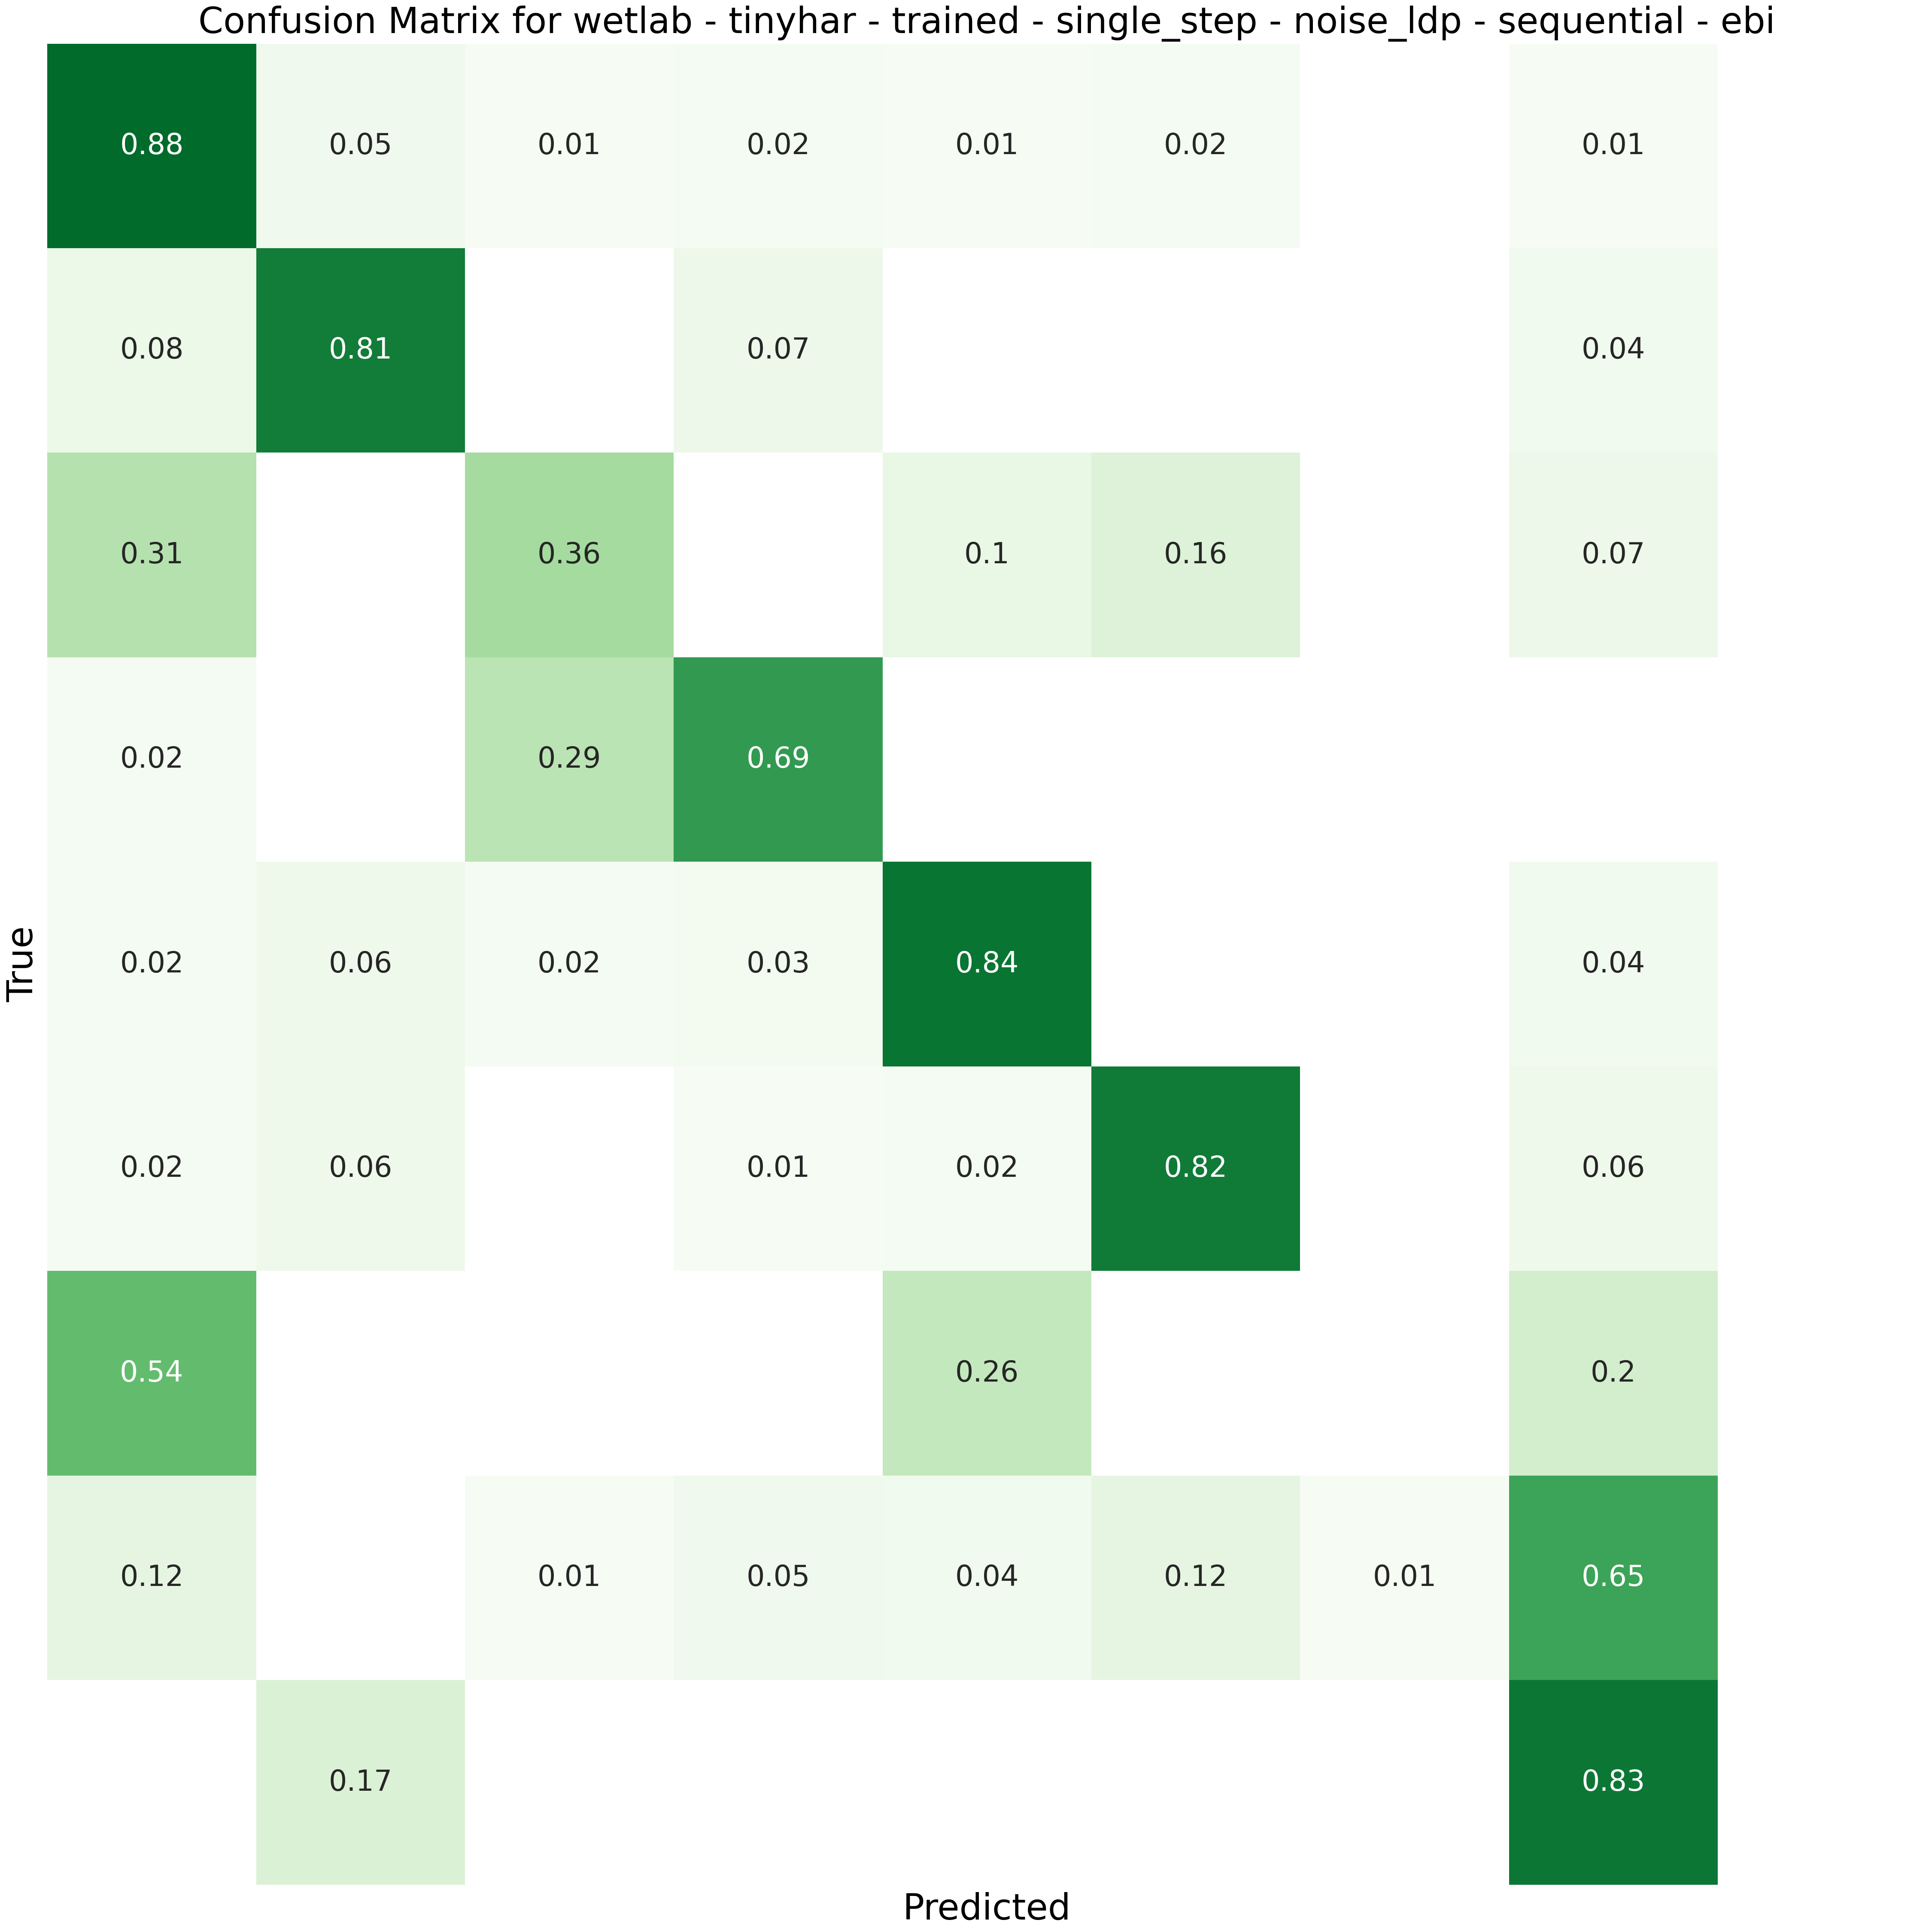 Confusion Matrix for wetlab - tinyhar - trained - single_step - noise_ldp - sequential - ebi
0.88 0.05 0.01 0.02 0.01 0.02 0.01
0.08 0.81 0.07 0.04
0.31 0.36 0.1 0.16 0.07
0.02 0.29 0.69
0.02 0.06 0.02 0.03 0.84 0.04
0.02 0.06 0.01 0.02 0.82 0.06
0.54 0.26 0.2
0.12 0.01 0.05 0.04 0.12 0.01 0.65
0.17 0.83
True
Predicted